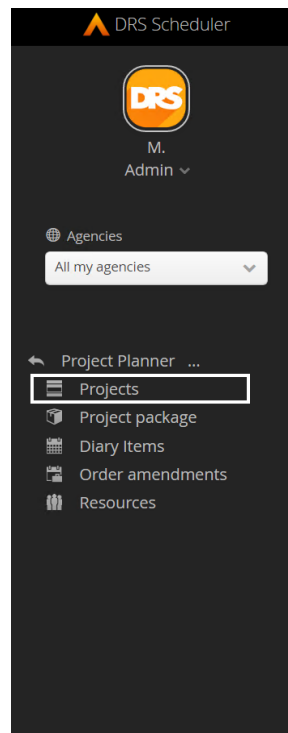 DRS Scheduler
DRS
M.
Admin
Agencies
All my agencies
Project Planner ...
Projects
Project package
Diary Items
Order amendments
Resources